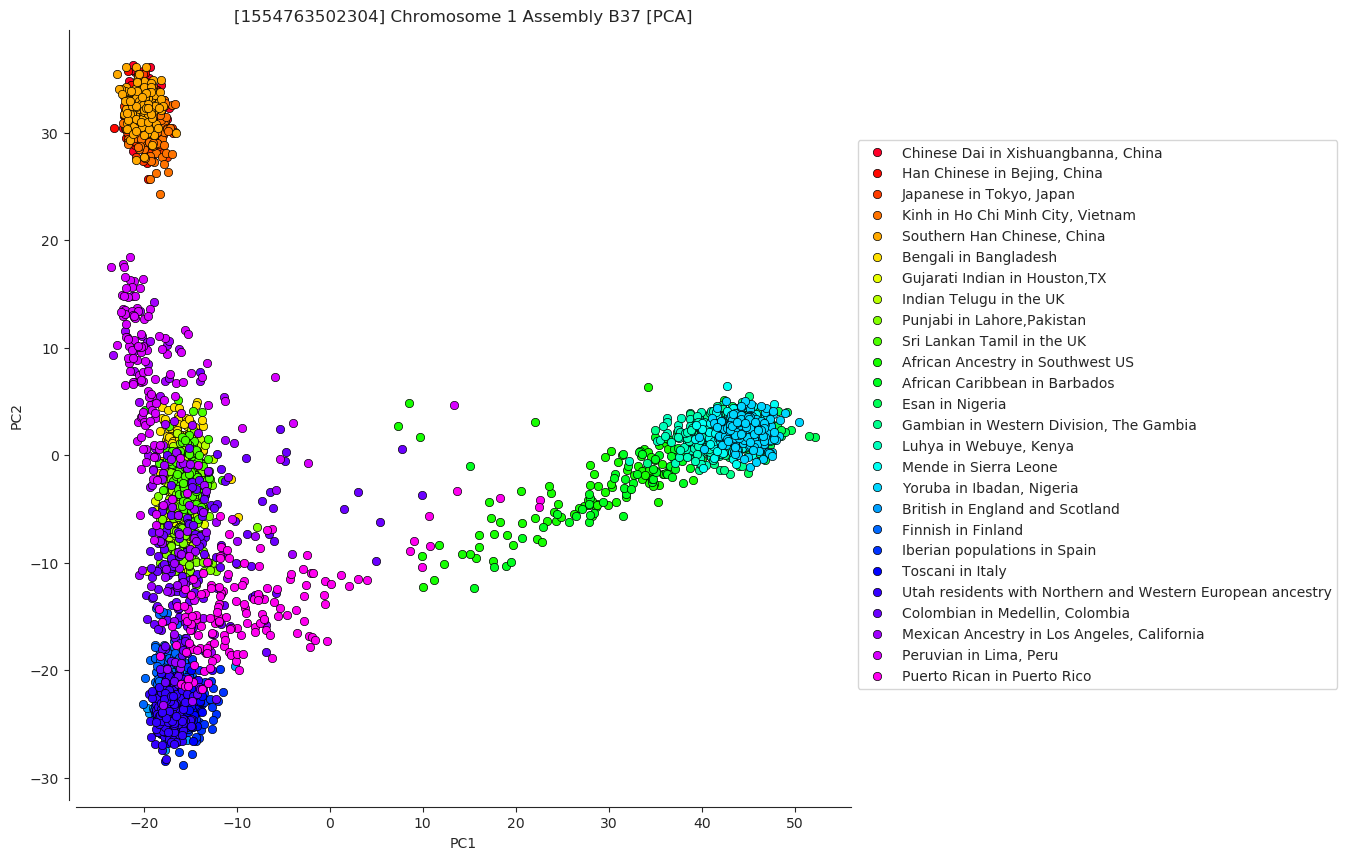 [1554763502304] Chromosome 1 Assembly B37 [PCA]
30
20
10
0
−10
−20
−30
PC2
−20
−10
0
10
20
30
40
50
PC1
Chinese Dai in Xishuangbanna, China
Han Chinese in Bejing, China
Japanese in Tokyo, Japan
Kinh in Ho Chi Minh City, Vietnam
Southern Han Chinese, China
Bengali in Bangladesh
Gujarati Indian in Houston,TX
Indian Telugu in the UK
Punjabi in Lahore,Pakistan
Sri Lankan Tamil in the UK
African Ancestry in Southwest US
African Caribbean in Barbados
Esan in Nigeria
Gambian in Western Division, The Gambia
Luhya in Webuye, Kenya
Mende in Sierra Leone
Yoruba in Ibadan, Nigeria
British in England and Scotland
Finnish in Finland
Iberian populations in Spain
Toscani in Italy
Utah residents with Northern and Western European ancestry
Colombian in Medellin, Colombia
Mexican Ancestry in Los Angeles, California
Peruvian in Lima, Peru
Puerto Rican in Puerto Rico